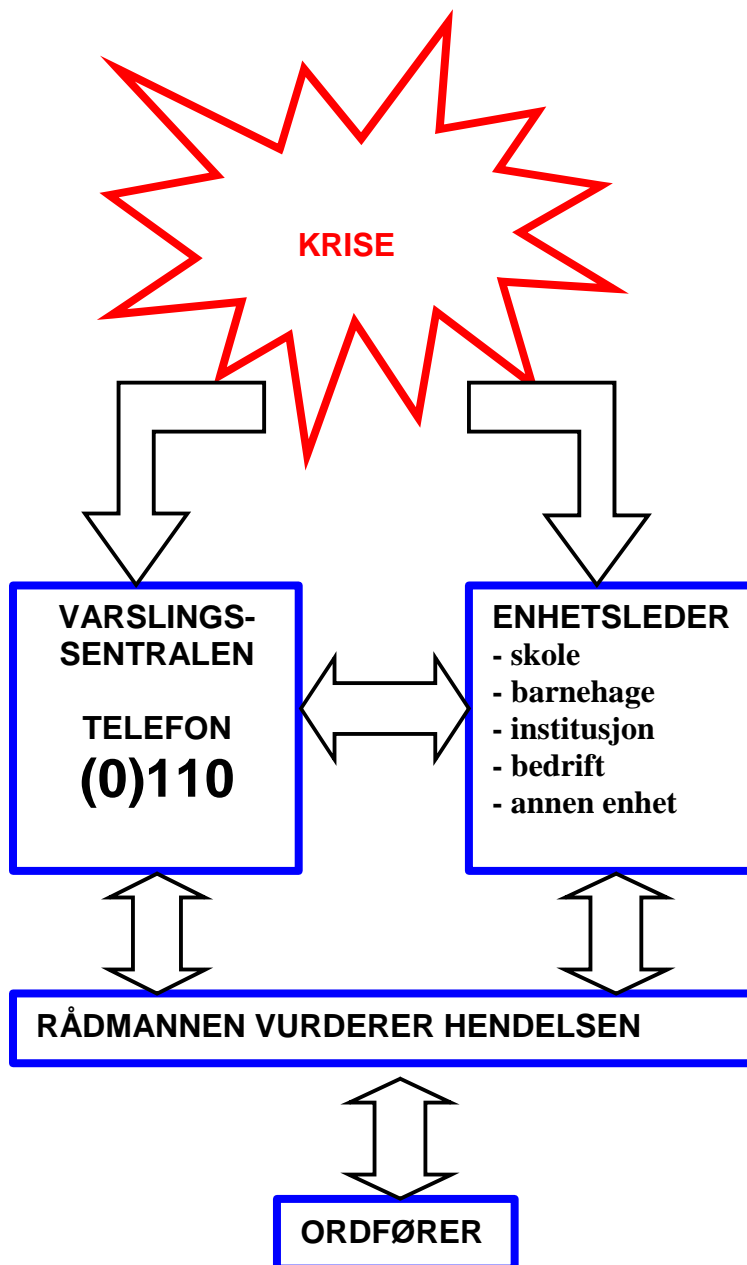 KRISE
VARSLINGS-
SENTRALEN
TELEFON
(0)110
ENHETSLEDER
- skole
- barnehage
- institusjon
- bedrift
- annen enhet
RÅDMANNEN VURDERER HENDELSEN
ORDFØRER